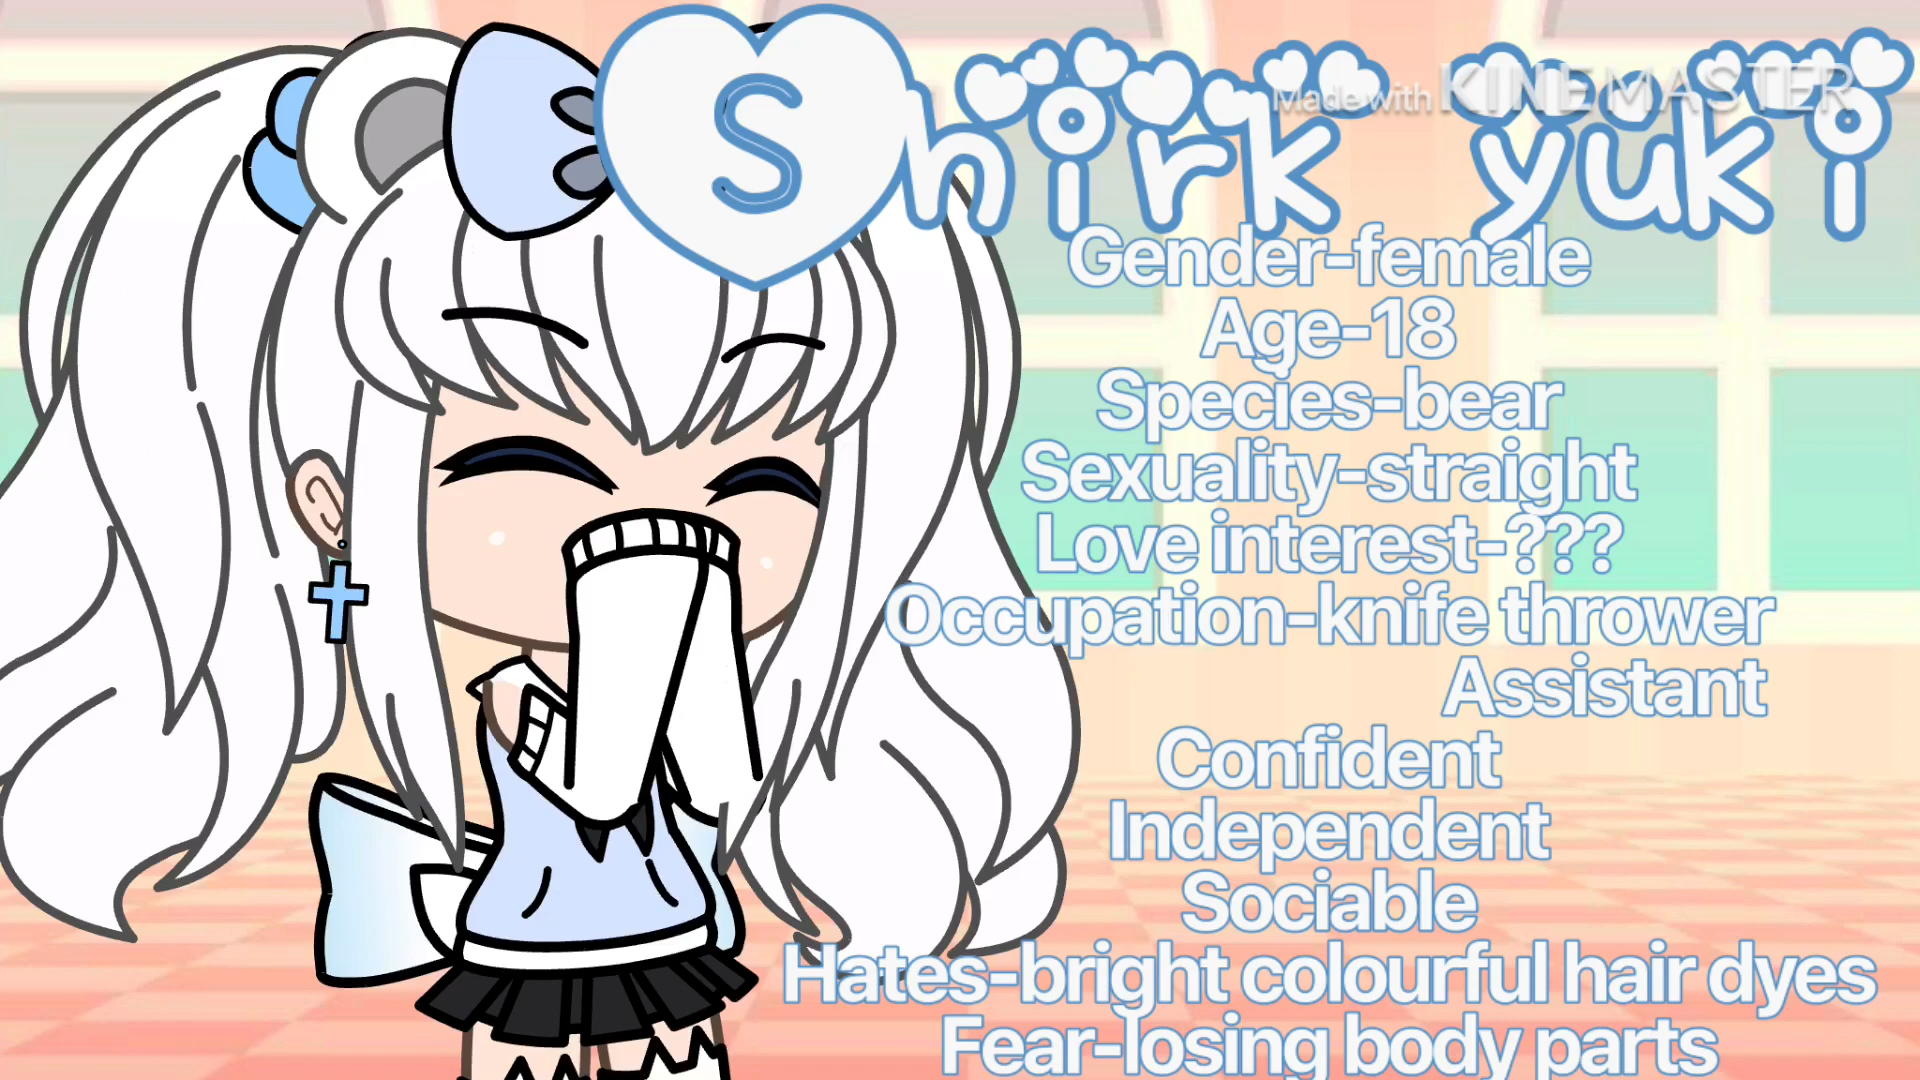 Shirk yuki
Made with KINEMASTER
Gender-female
Age-18
Species-bear
Sexuality-straight
Love interest-???
Occupation-knife thrower
Assistant
Confident
Independent
Sociable
Hates-bright colourful hair dyes
Fear-losing body parts